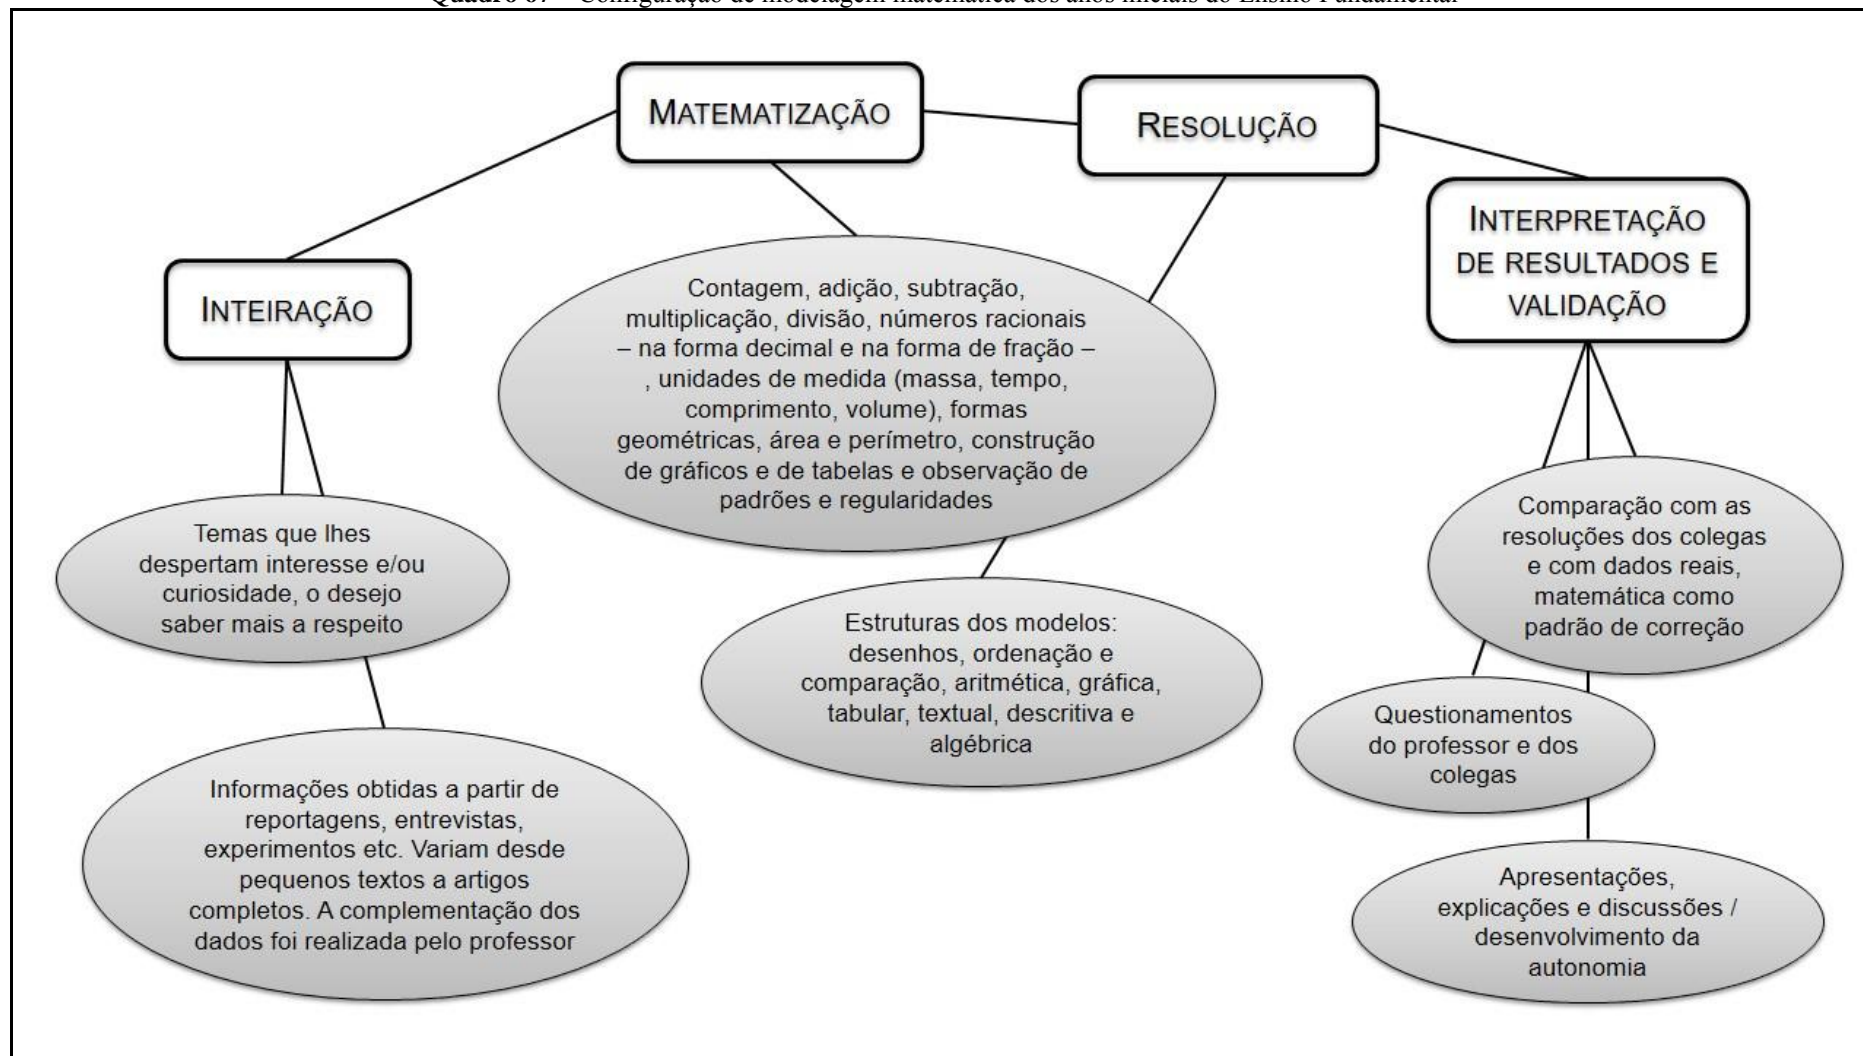 MATEMATIZAÇÃO
RESOLUÇÃO
INTERPRETAÇÃO
DE RESULTADOS E
VALIDAÇÃO
INTEIRAÇÃO
Contagem, adição, subtração,
multiplicação, divisão, números racionais
– na forma decimal e na forma de fração –
, unidades de medida (massa, tempo,
comprimento, volume), formas
geométricas, área e perímetro, construção
de gráficos e de tabelas e observação de
padrões e regularidades
Temas que lhes
despertam interesse e/ou
curiosidade, o desejo
saber mais a respeito
Comparação com as
resoluções dos colegas
e com dados reais,
matemática como
padrão de correção
Estruturas dos modelos:
desenhos, ordenação e
comparação, aritmética, gráfica,
tabular, textual, descritiva e
algébrica
Questionamentos
do professor e dos
colegas
Informações obtidas a partir de
reportagens, entrevistas,
experimentos etc. Variam desde
pequenos textos a artigos
completos. A complementação dos
dados foi realizada pelo professor
Apresentações,
explicações e discussões /
desenvolvimento da
autonomia